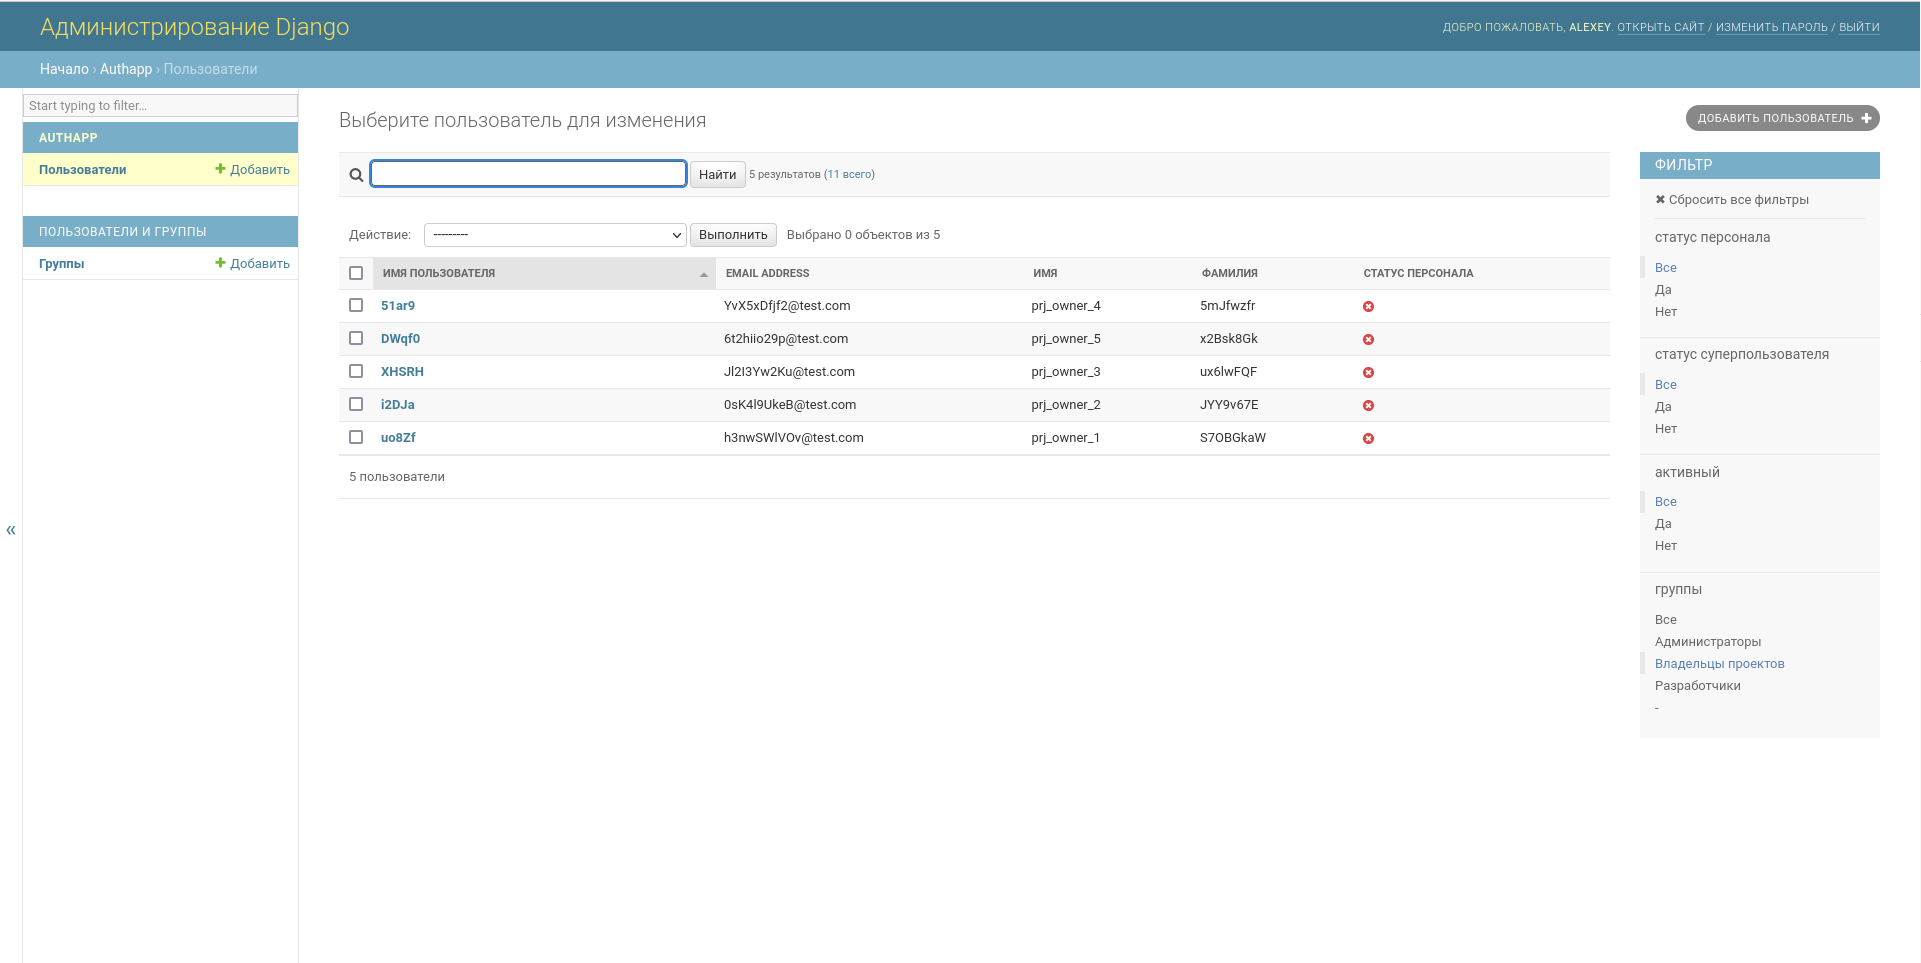 Администрирование Django
ДОБРО ПОЖАЛОВАТЬ, ALEXEY. ОТКРЫТЬ САЙТ / ИЗМЕНИТЬ ПАРОЛЬ / ВЫЙТИ
Начало › Authapp › Пользователи
Start typing to filter...
AUTHAPP
Пользователи + Добавить
ПОЛЬЗОВАТЕЛИ И ГРУППЫ
Группы + Добавить
«
Выберите пользователь для изменения
ДОБАВИТЬ ПОЛЬЗОВАТЕЛЬ +
Найти 5 результатов (11 всего)
Действие: --------- Выполнить Выбрано 0 объектов из 5
ИМЯ ПОЛЬЗОВАТЕЛЯ EMAIL ADDRESS ИМЯ ФАМИЛИЯ СТАТУС ПЕРСОНАЛА
51ar9 YvX5xDfjf2@test.com prj_owner_4 5mJfwzfr
DWqf0 6t2hiio29p@test.com prj_owner_5 x2Bsk8Gk
XHSRH Jl2I3Yw2Ku@test.com prj_owner_3 ux6lwFQF
i2DJa 0sK4l9UkeB@test.com prj_owner_2 JYY9v67E
uo8Zf h3nwSWlVOv@test.com prj_owner_1 S7OBGkaW
5 пользователи
ФИЛЬТР
✖ Сбросить все фильтры
статус персонала
Все
Да
Нет
статус суперпользователя
Все
Да
Нет
активный
Все
Да
Нет
группы
Все
Администраторы
Владельцы проектов
Разработчики
-